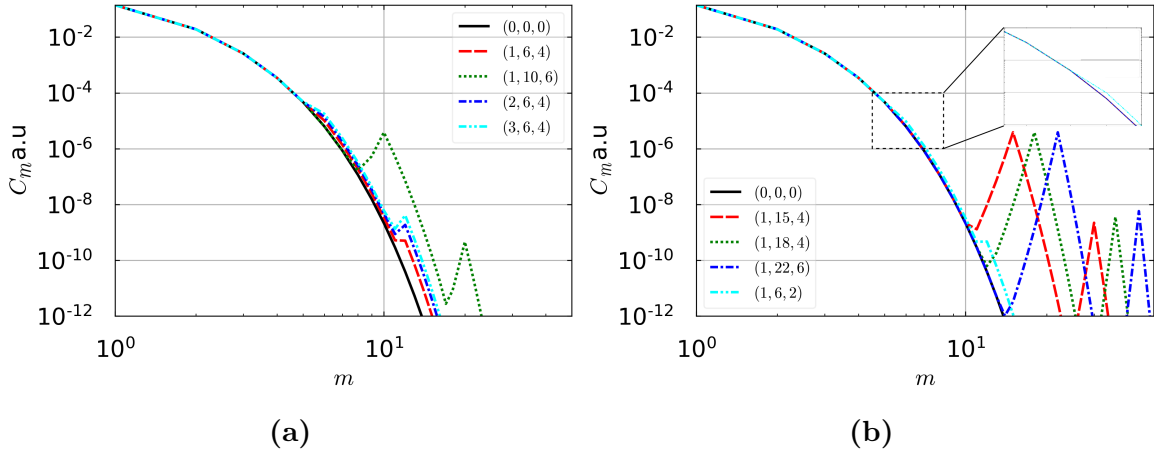 10^-2
10^-4
10^-6
10^-8
10^-10
10^-12
C_m a.u
10^0
10^1
m
(0, 0, 0)
(1, 6, 4)
(1, 10, 6)
(2, 6, 4)
(3, 6, 4)
(a)
10^-2
10^-4
10^-6
10^-8
10^-10
10^-12
C_m a.u
10^0
10^1
m
(0, 0, 0)
(1, 15, 4)
(1, 18, 4)
(1, 22, 6)
(1, 6, 2)
(b)